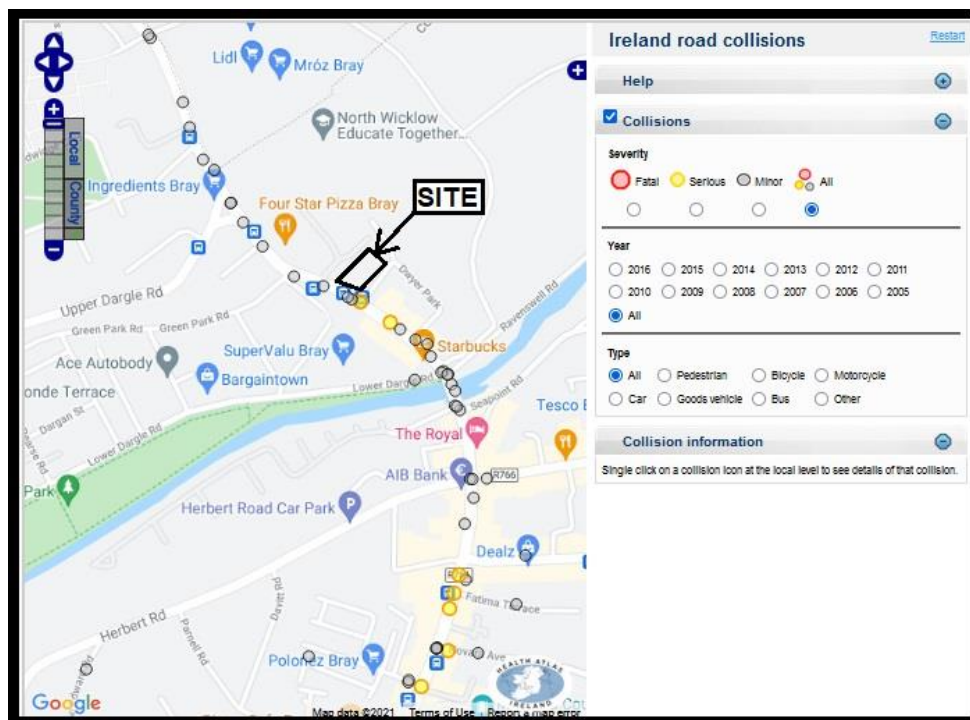 Lidl
Mróz Bray
North Wicklow
Educate Together...
Ingredients Bray
Four Star Pizza Bray
SITE
Dwyer Park
Upper Dargle Rd
Green Park Rd
Green Park Rd
Ravenswell Rd
Ace Autobody
SuperValu Bray
Starbucks
Bargaintown
Lower Dargle Rd
onde Terrace
Dargan St
Seapoint Rd
Tesco E
Lower Dargle Rd
The Royal
Park
AIB Bank
R766
Herbert Road Car Park
Dealz
Davitt Rd
Fatima Terrace
Herbert Rd
Parnell Rd
Polonez Bray
Google
Map data ©2021
Terms of Use
Report a map error
HEALTH ATLAS
IRELAND
Local
County
Ireland road collisions
Restart
Help
Collisions
Severity
Fatal Serious Minor All
Year
2016 2015 2014 2013 2012 2011
2010 2009 2008 2007 2006 2005
All
Type
All Pedestrian Bicycle Motorcycle
Car Goods vehicle Bus Other
Collision information
Single click on a collision icon at the local level to see details of that collision.